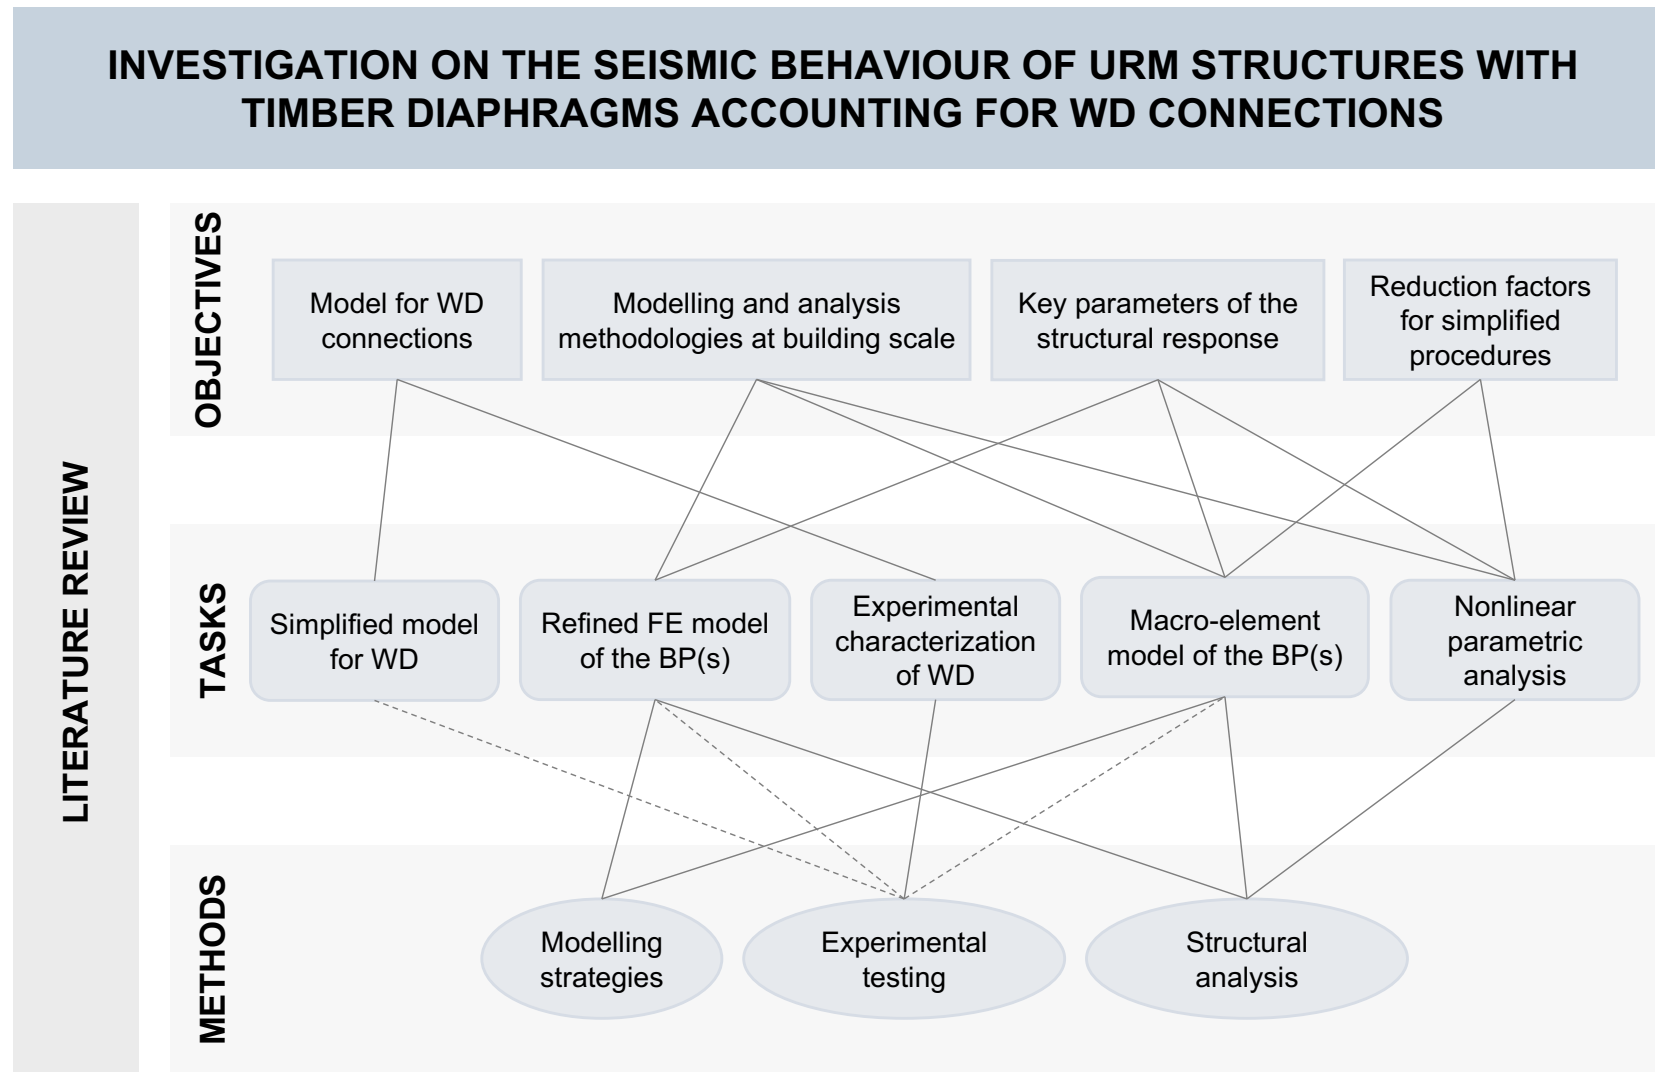 INVESTIGATION ON THE SEISMIC BEHAVIOUR OF URM STRUCTURES WITH
TIMBER DIAPHRAGMS ACCOUNTING FOR WD CONNECTIONS
LITERATURE REVIEW
OBJECTIVES
Model for WD
connections
Modelling and analysis
methodologies at building scale
Key parameters of the
structural response
Reduction factors
for simplified
procedures
TASKS
Simplified model
for WD
Refined FE model
of the BP(s)
Experimental
characterization
of WD
Macro-element
model of the BP(s)
Nonlinear
parametric
analysis
METHODS
Modelling
strategies
Experimental
testing
Structural
analysis